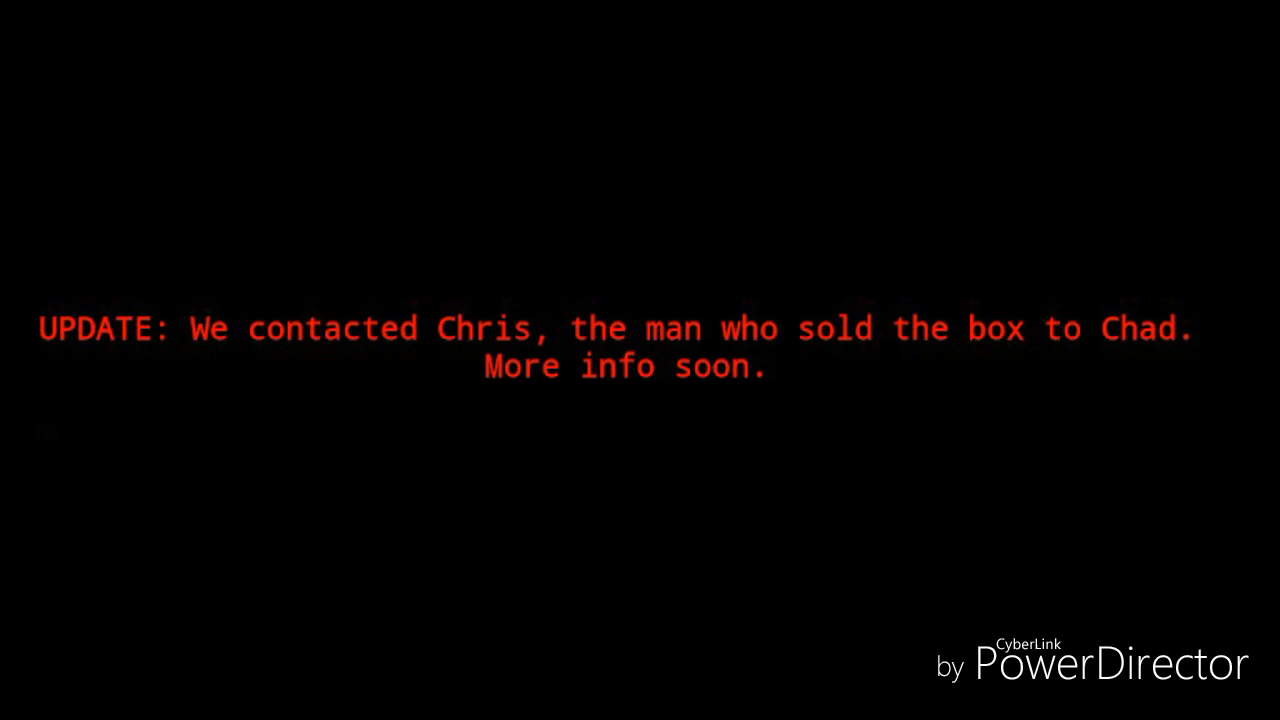 UPDATE: We contacted Chris, the man who sold the box to Chad.
More info soon.
CyberLink
by PowerDirector